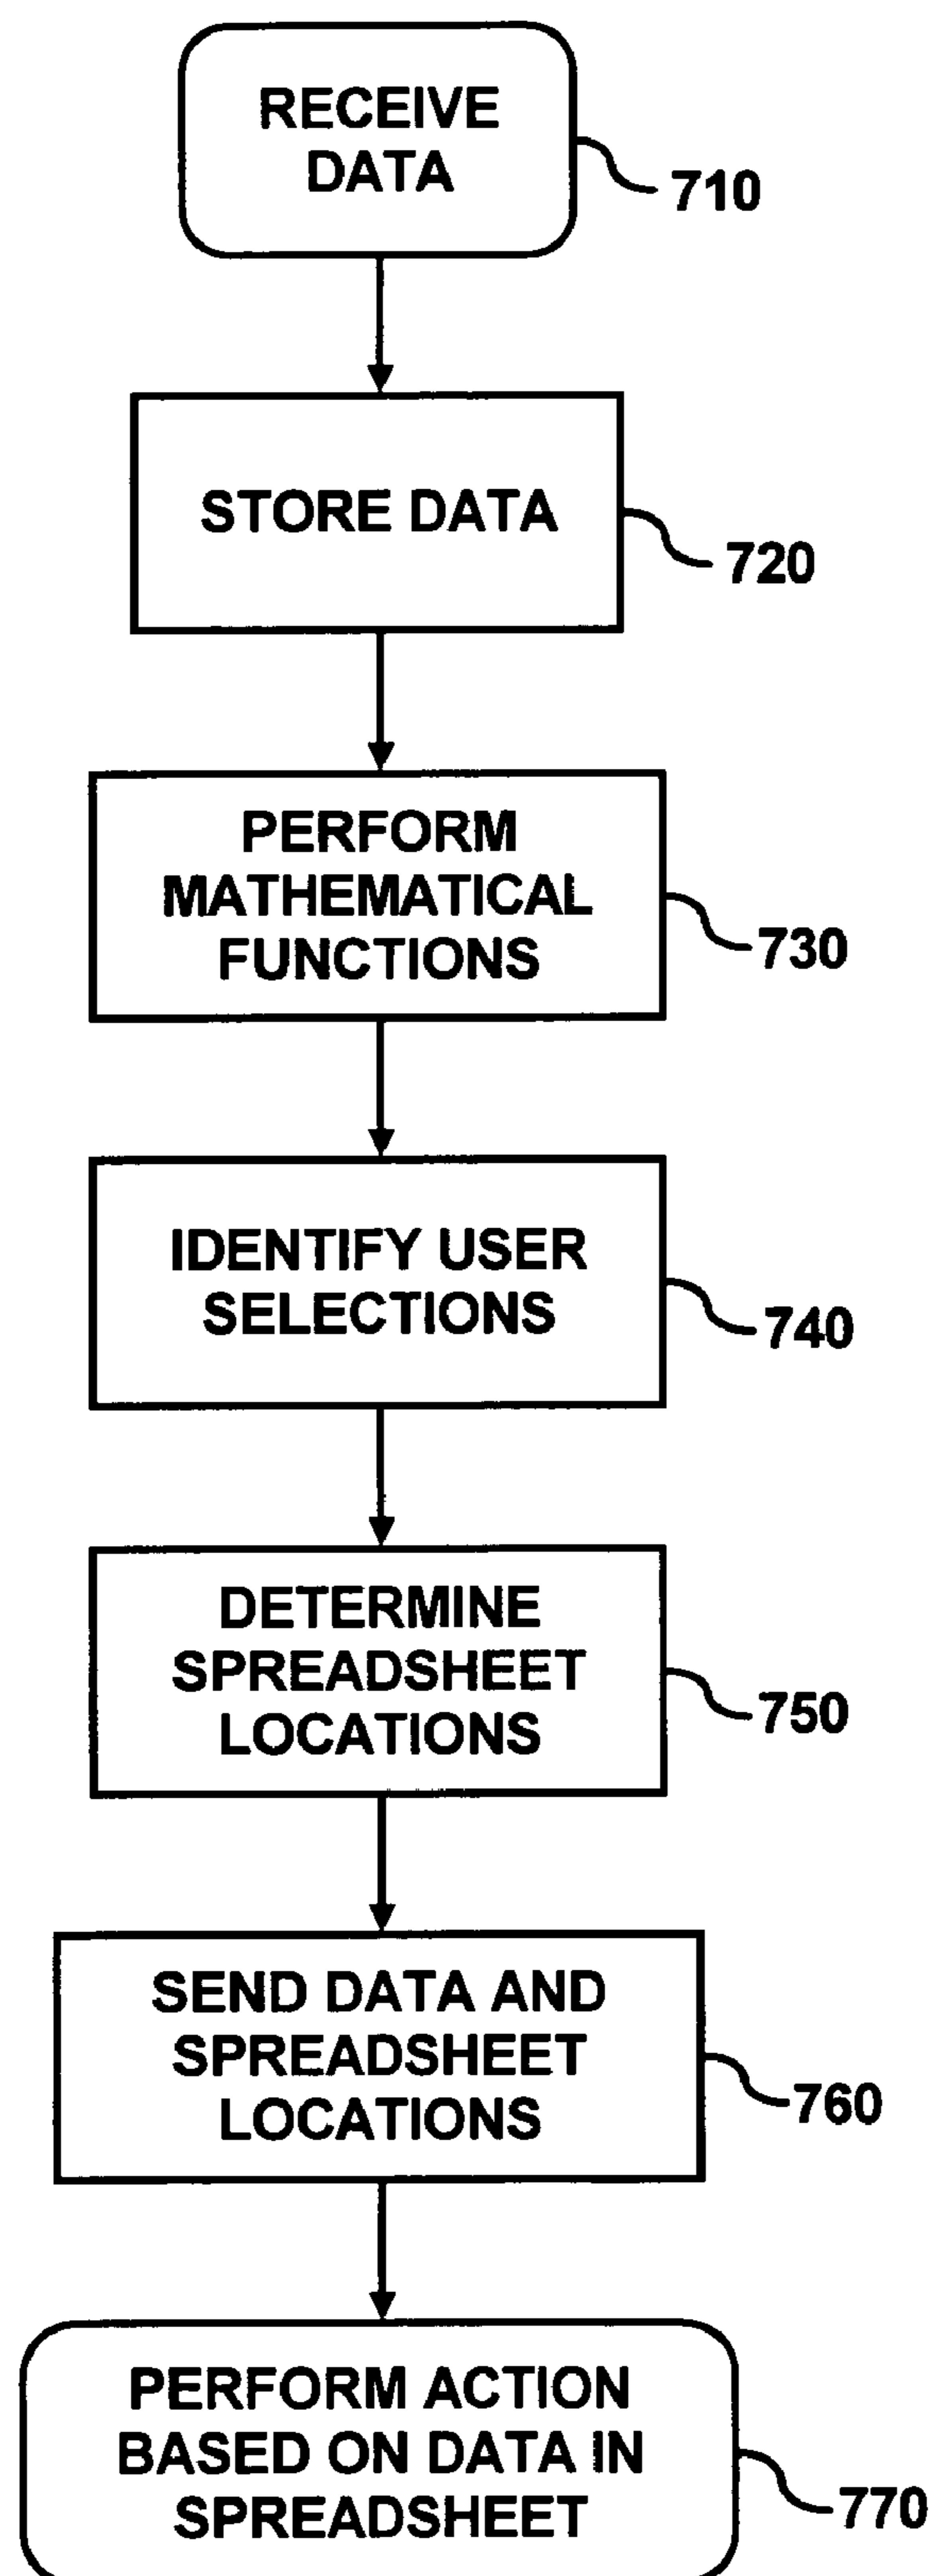 RECEIVE
DATA
710
STORE DATA
720
PERFORM
MATHEMATICAL
FUNCTIONS
730
IDENTIFY USER
SELECTIONS
740
DETERMINE
SPREADSHEET
LOCATIONS
750
SEND DATA AND
SPREADSHEET
LOCATIONS
760
PERFORM ACTION
BASED ON DATA IN
SPREADSHEET
770